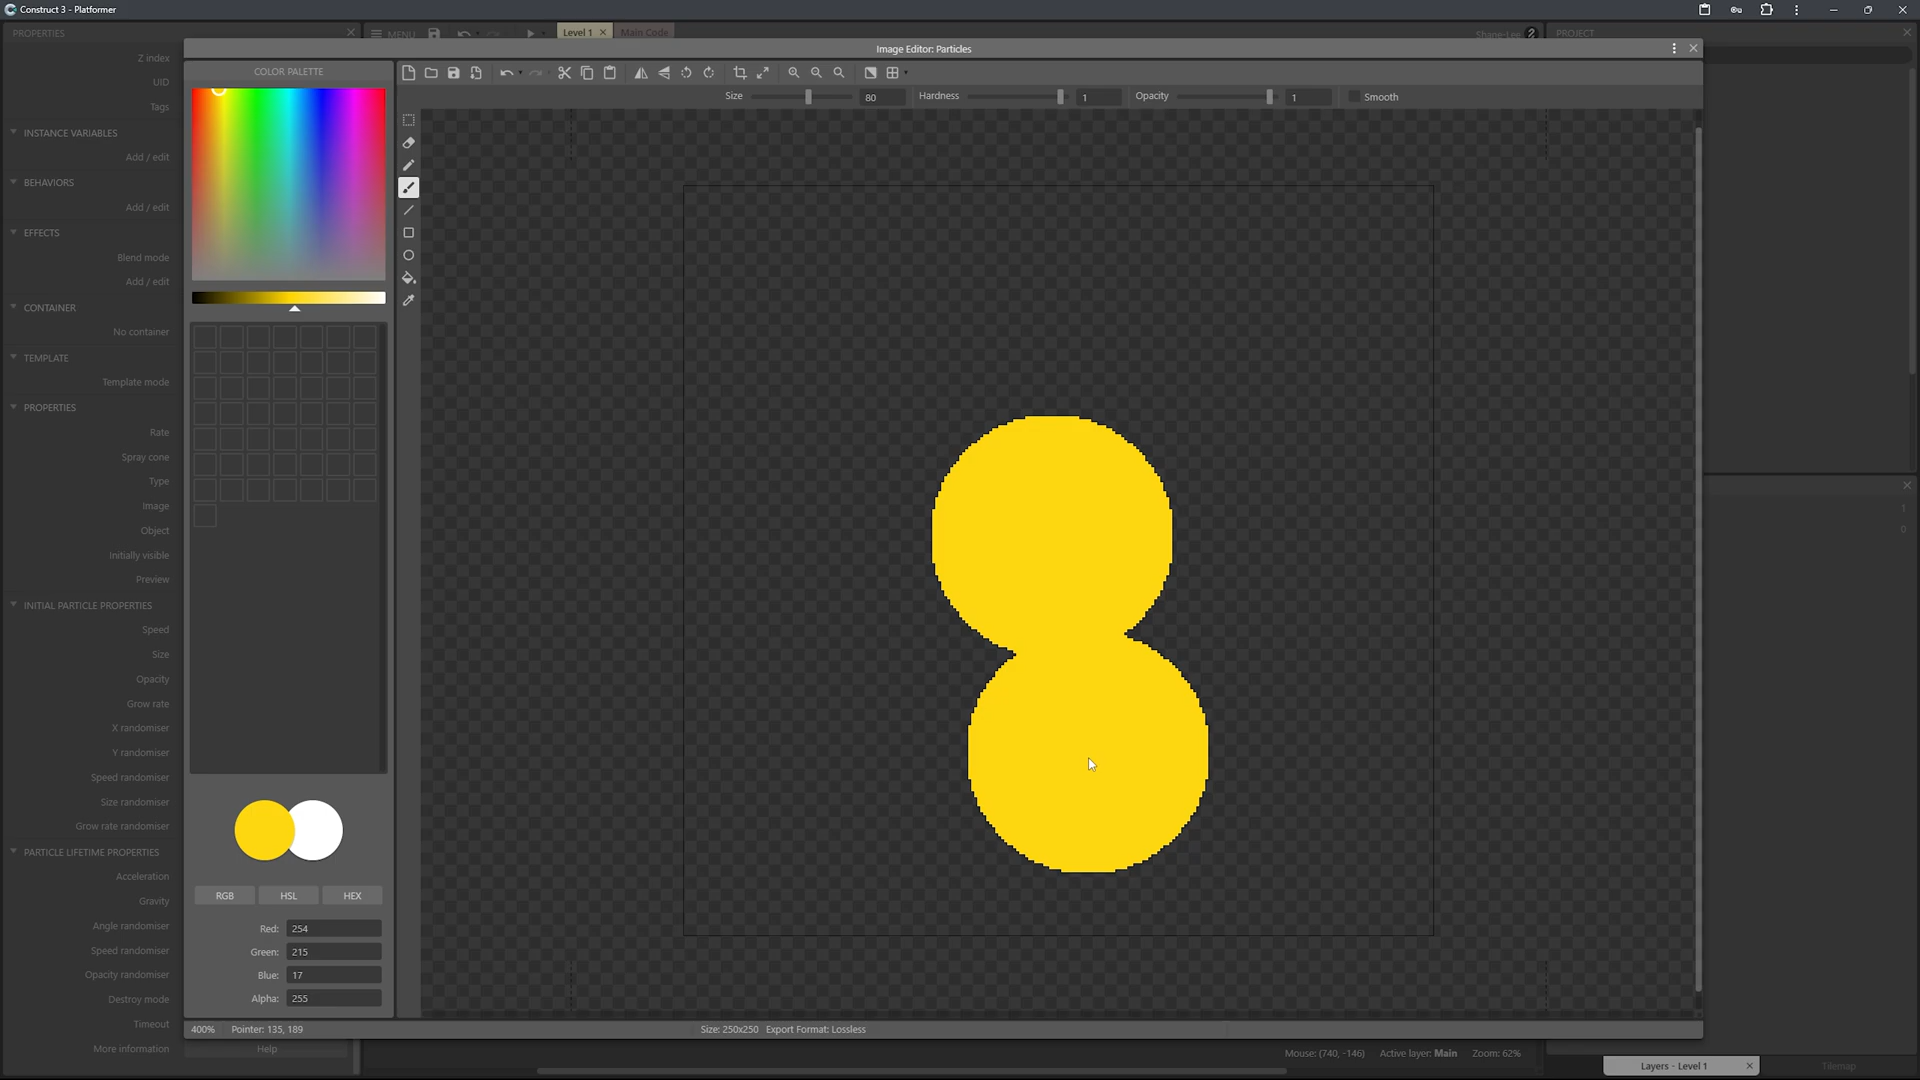 Construct 3 - Platformer
PROPERTIES
MENU
Level 1
Main Code
Shane-Lee
PROJECT
Image Editor: Particles
Z index
UID
Tags
INSTANCE VARIABLES
Add / edit
BEHAVIORS
Add / edit
EFFECTS
Blend mode
Add / edit
CONTAINER
No container
TEMPLATE
Template mode
PROPERTIES
Rate
Spray cone
Type
Image
Object
Initially visible
Preview
INITIAL PARTICLE PROPERTIES
Speed
Size
Opacity
Grow rate
X randomiser
Y randomiser
Speed randomiser
Size randomiser
Grow rate randomiser
PARTICLE LIFETIME PROPERTIES
Acceleration
Gravity
Angle randomiser
Speed randomiser
Opacity randomiser
Destroy mode
Timeout
More information
Help
COLOR PALETTE
RGB
HSL
HEX
Red: 254
Green: 215
Blue: 17
Alpha: 255
Size 80
Hardness 1
Opacity 1
Smooth
400%
Pointer: 135, 189
Size: 250x250
Export Format: Lossless
1
0
Mouse: (740, -146)
Active layer: Main
Zoom: 62%
Layers - Level 1
Tilemap